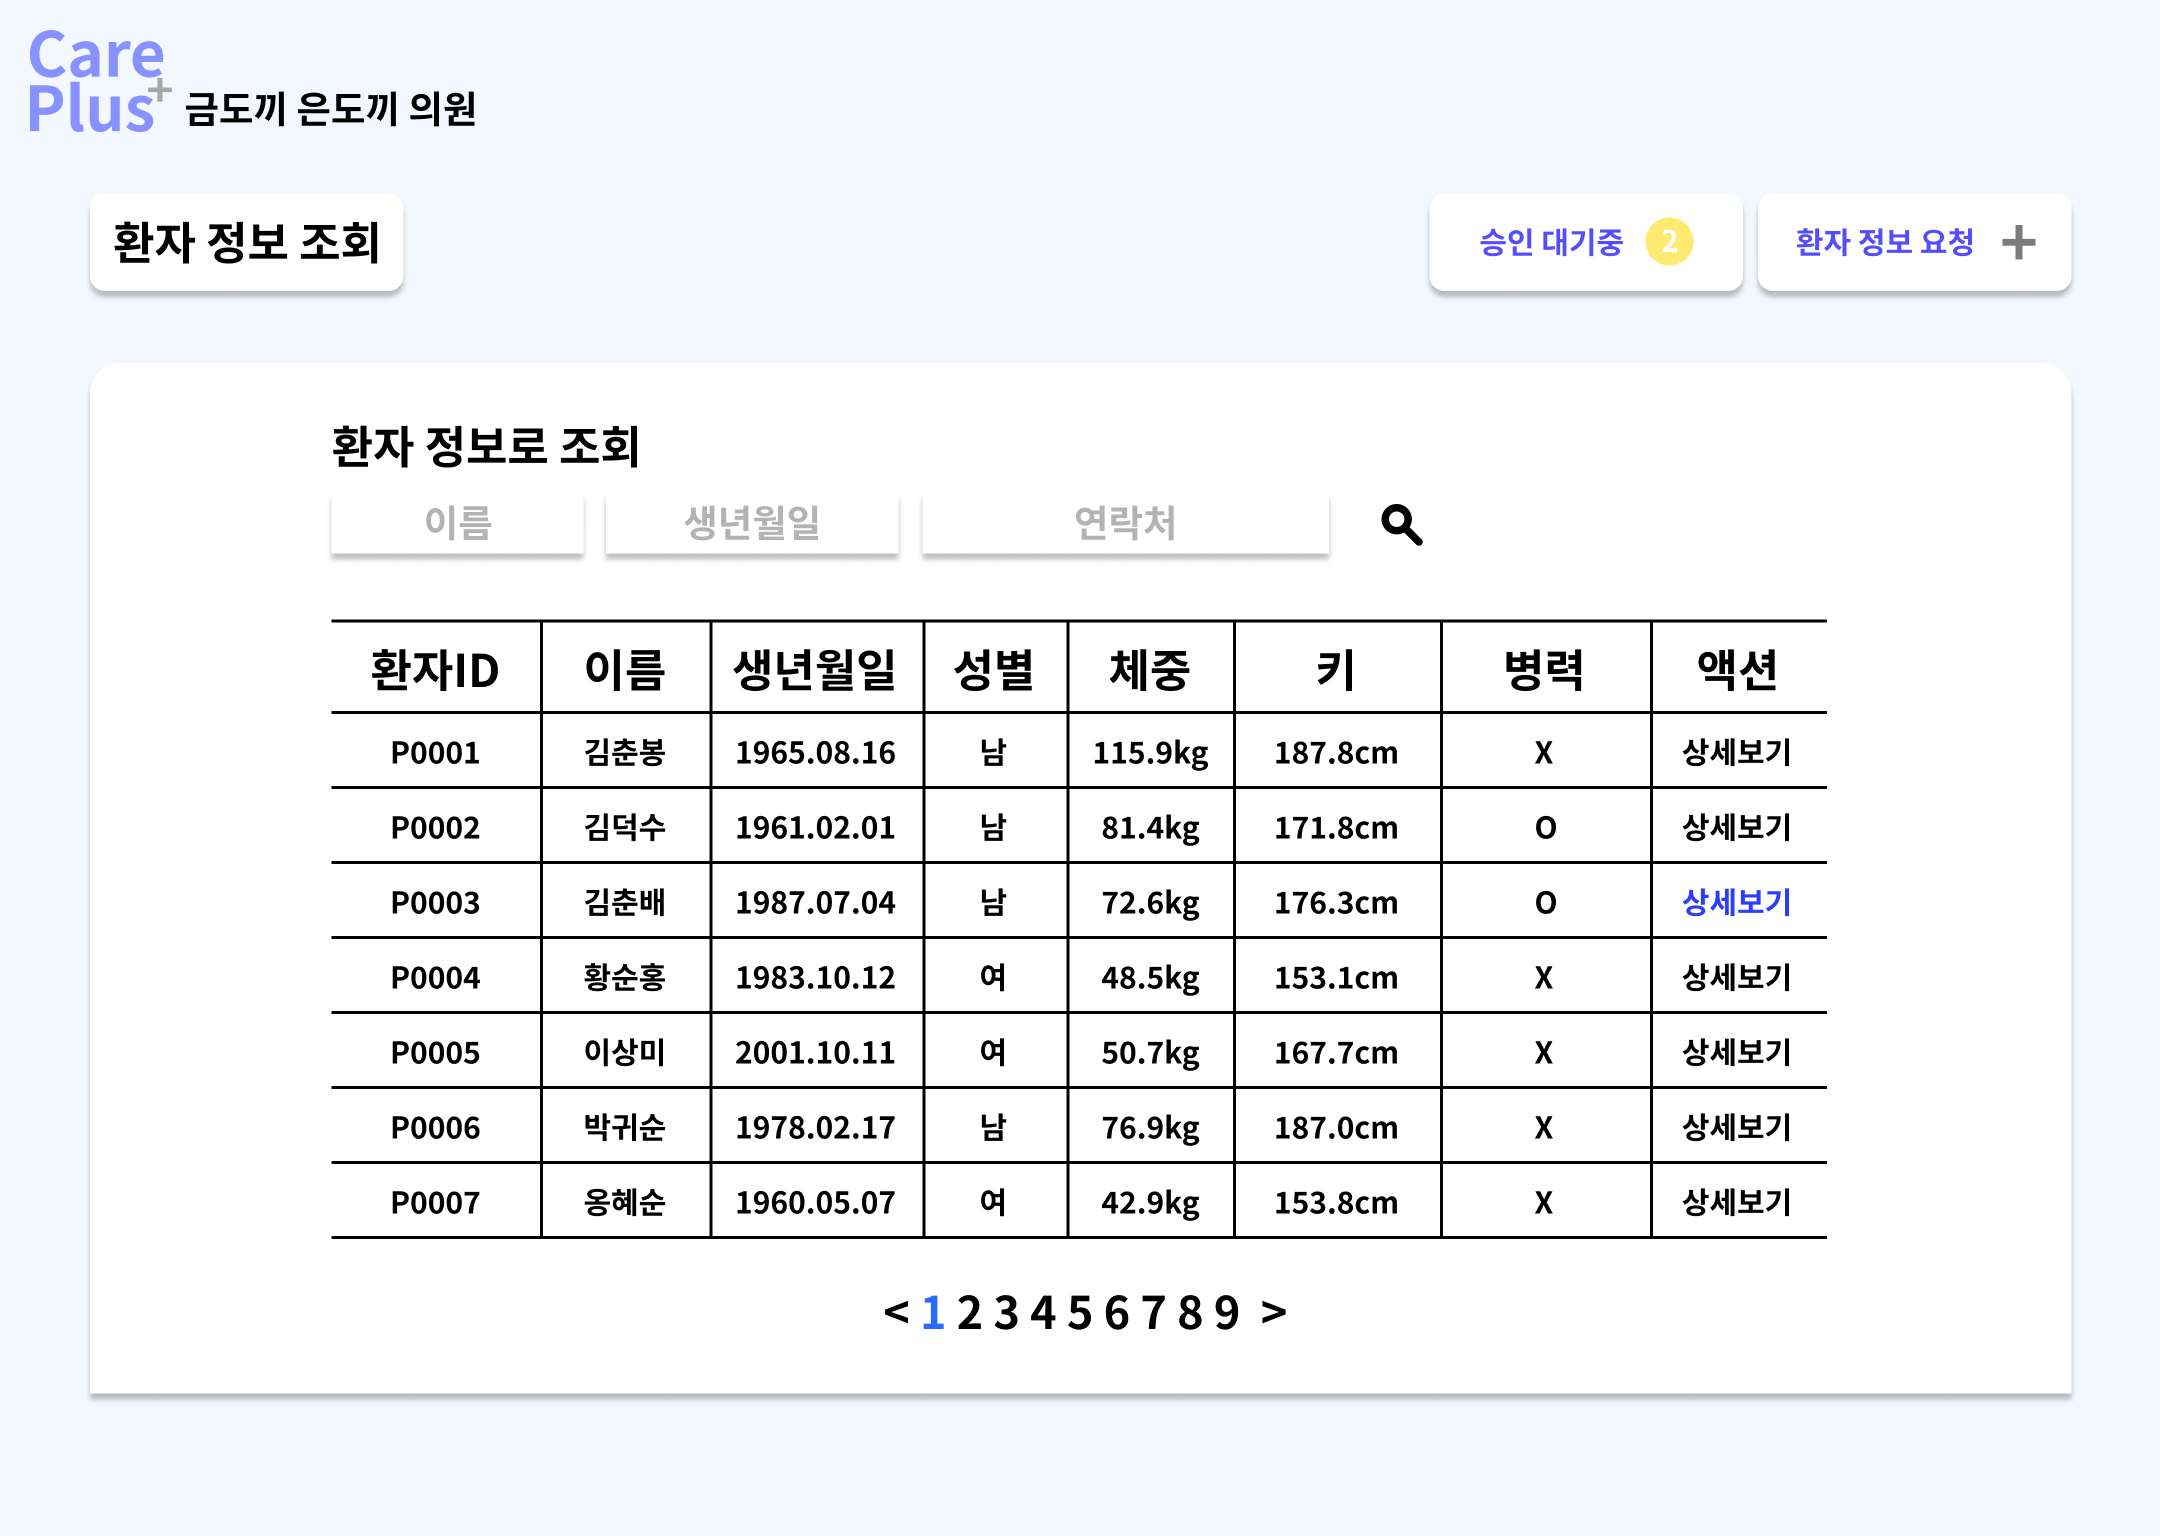 Care
Plus+ 금도끼 은도끼 의원
환자 정보 조회
승인 대기중 2
환자 정보 요청 +
환자 정보로 조회
이름 생년월일 연락처
환자ID 이름 생년월일 성별 체중 키 병력 액션
P0001 김춘봉 1965.08.16 남 115.9kg 187.8cm X 상세보기
P0002 김덕수 1961.02.01 남 81.4kg 171.8cm O 상세보기
P0003 김춘배 1987.07.04 남 72.6kg 176.3cm O 상세보기
P0004 황순홍 1983.10.12 여 48.5kg 153.1cm X 상세보기
P0005 이상미 2001.10.11 여 50.7kg 167.7cm X 상세보기
P0006 박귀순 1978.02.17 남 76.9kg 187.0cm X 상세보기
P0007 옹혜순 1960.05.07 여 42.9kg 153.8cm X 상세보기
< 1 2 3 4 5 6 7 8 9 >